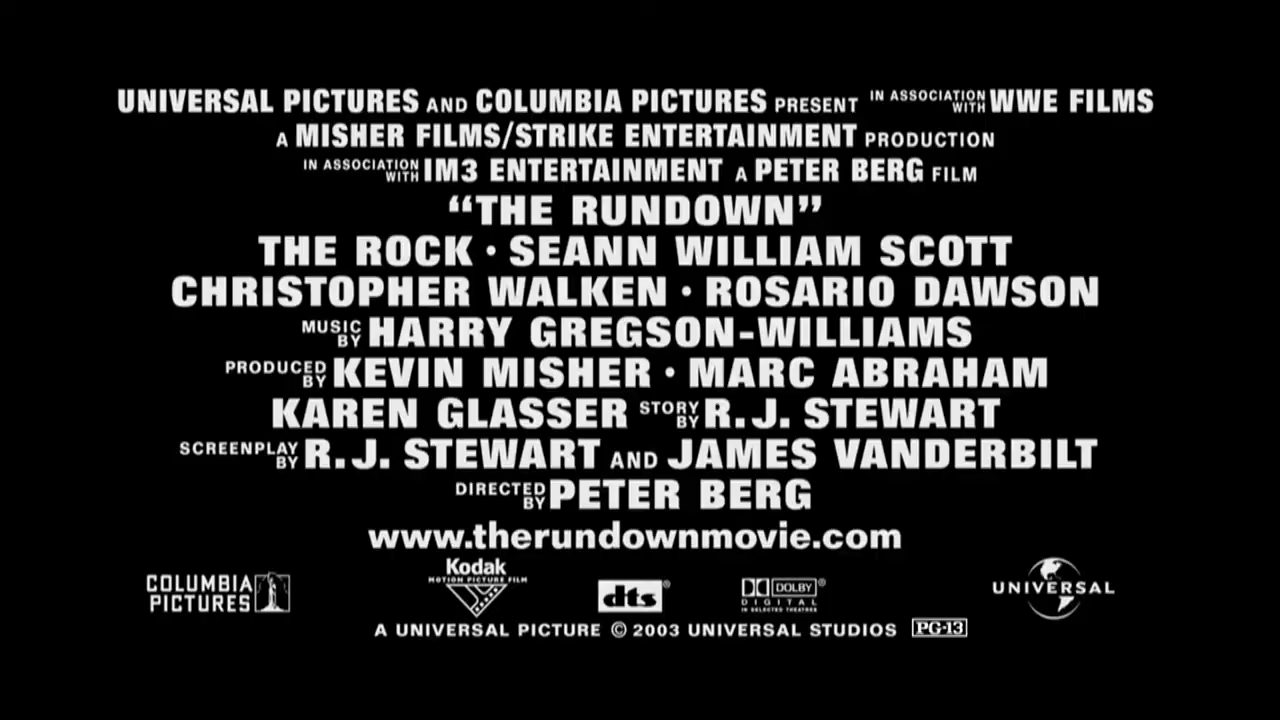 UNIVERSAL PICTURES AND COLUMBIA PICTURES PRESENT IN ASSOCIATION WITH WWE FILMS
A MISHER FILMS/STRIKE ENTERTAINMENT PRODUCTION
IN ASSOCIATION WITH IM3 ENTERTAINMENT A PETER BERG FILM
“THE RUNDOWN”
THE ROCK · SEANN WILLIAM SCOTT
CHRISTOPHER WALKEN · ROSARIO DAWSON
MUSIC BY HARRY GREGSON-WILLIAMS
PRODUCED BY KEVIN MISHER · MARC ABRAHAM
KAREN GLASSER STORY BY R.J. STEWART
SCREENPLAY BY R.J. STEWART AND JAMES VANDERBILT
DIRECTED BY PETER BERG
www.therundownmovie.com
COLUMBIA PICTURES
Kodak
MOTION PICTURE FILM
dts®
DOLBY®
DIGITAL
IN SELECTED THEATRES
UNIVERSAL
A UNIVERSAL PICTURE © 2003 UNIVERSAL STUDIOS PG-13